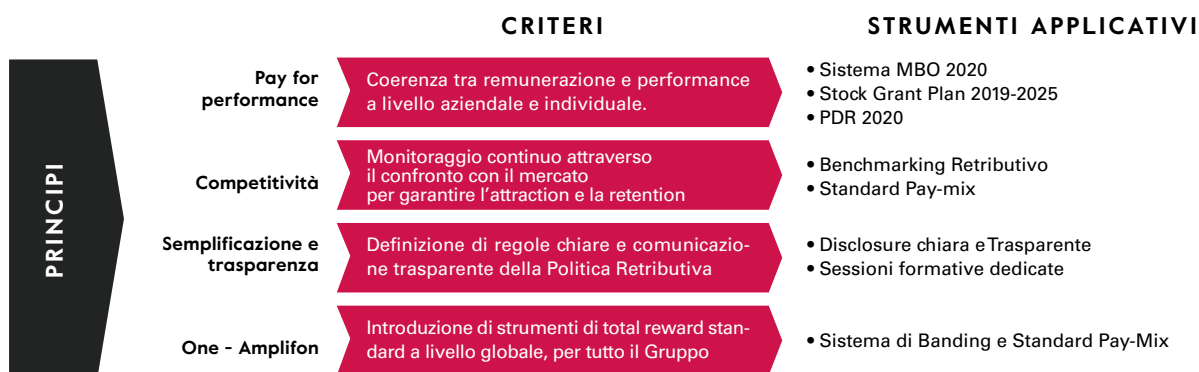 CRITERI
STRUMENTI APPLICATIVI
PRINCIPI
Pay for
performance
Coerenza tra remunerazione e performance
a livello aziendale e individuale.
• Sistema MBO 2020
• Stock Grant Plan 2019-2025
• PDR 2020
Competitività
Monitoraggio continuo attraverso
il confronto con il mercato
per garantire l'attraction e la retention
• Benchmarking Retributivo
• Standard Pay-mix
Semplificazione e
trasparenza
Definizione di regole chiare e comunicazio-
ne trasparente della Politica Retributiva
• Disclosure chiara e Trasparente
• Sessioni formative dedicate
One - Amplifon
Introduzione di strumenti di total reward stan-
dard a livello globale, per tutto il Gruppo
• Sistema di Banding e Standard Pay-Mix